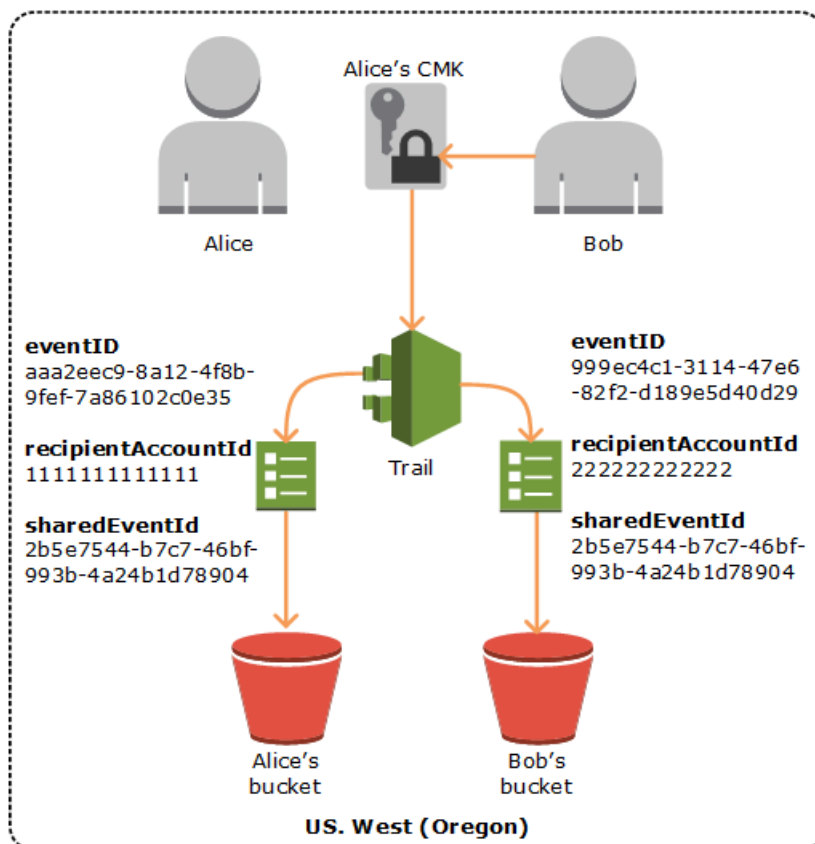 Alice's CMK
Alice
Bob
eventID
aaa2eec9-8a12-4f8b-
9fef-7a86102c0e35
recipientAccountId
1111111111111
sharedEventId
2b5e7544-b7c7-46bf-
993b-4a24b1d78904
Trail
eventID
999ec4c1-3114-47e6
-82f2-d189e5d40d29
recipientAccountId
222222222222
sharedEventId
2b5e7544-b7c7-46bf-
993b-4a24b1d78904
Alice's
bucket
Bob's
bucket
US. West (Oregon)